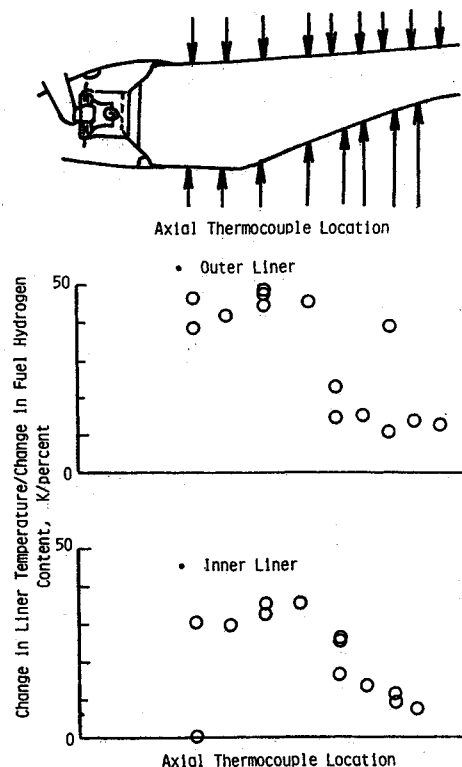 Axial Thermocouple Location
Change in Liner Temperature/Change in Fuel Hydrogen
Content, K/percent
50
• Outer Liner
0
50
• Inner Liner
0
Axial Thermocouple Location